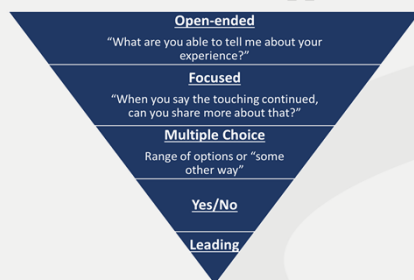 Open-ended
“What are you able to tell me about your
experience?”
Focused
“When you say the touching continued,
can you share more about that?”
Multiple Choice
Range of options or “some
other way”
Yes/No
Leading